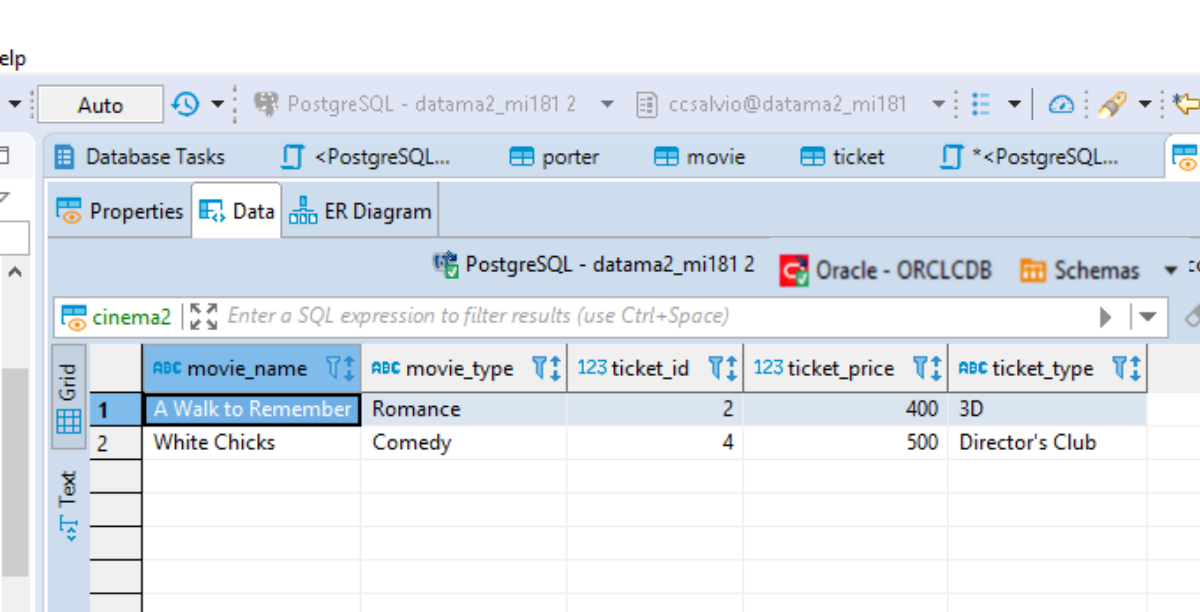 elp
Auto PostgreSQL - datama2_mi181 2 ccsalvio@datama2_mi181
Database Tasks <PostgreSQL... porter movie ticket *<PostgreSQL...
Properties Data ER Diagram
PostgreSQL - datama2_mi181 2 Oracle - ORCLCDB Schemas
cinema2 Enter a SQL expression to filter results (use Ctrl+Space)
Grid ABC movie_name ABC movie_type 123 ticket_id 123 ticket_price ABC ticket_type
1 A Walk to Remember Romance 2 400 3D
2 White Chicks Comedy 4 500 Director's Club
Text